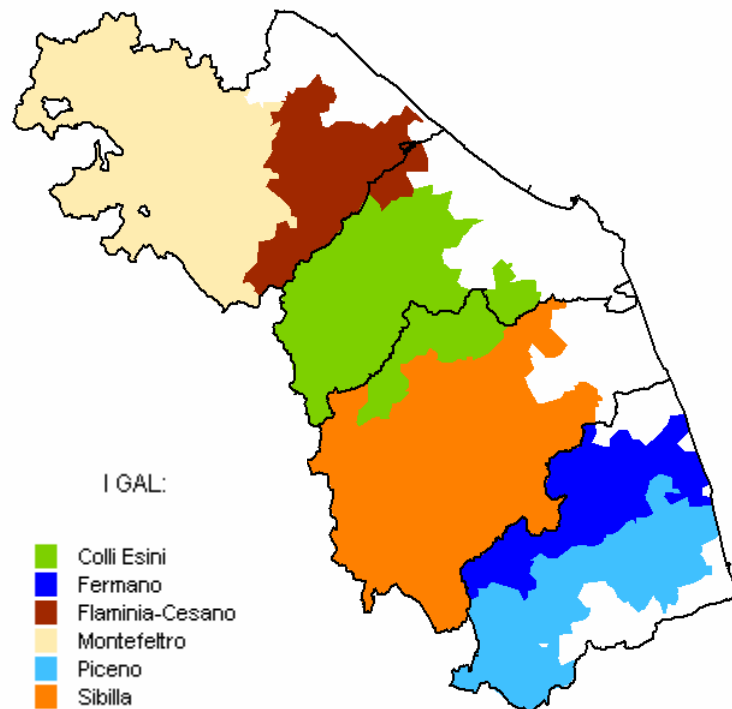 I GAL:
Colli Esini
Fermano
Flaminia-Cesano
Montefeltro
Piceno
Sibilla